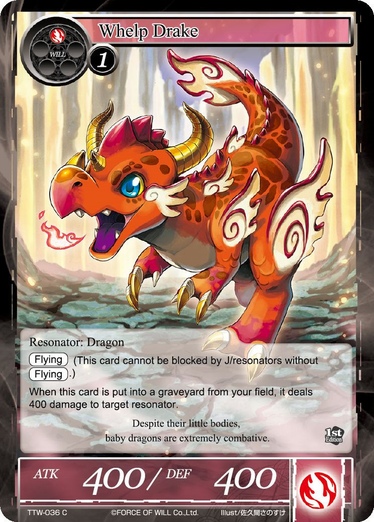 Whelp Drake
WILL
1
Resonator: Dragon
Flying (This card cannot be blocked by J/resonators without
Flying.)
When this card is put into a graveyard from your field, it deals
400 damage to target resonator.
Despite their little bodies,
baby dragons are extremely combative.
1st
Edition
ATK 400 / DEF 400
TTW-036 C ©FORCE OF WILL Co.,Ltd. Illust/佐久間さのすけ